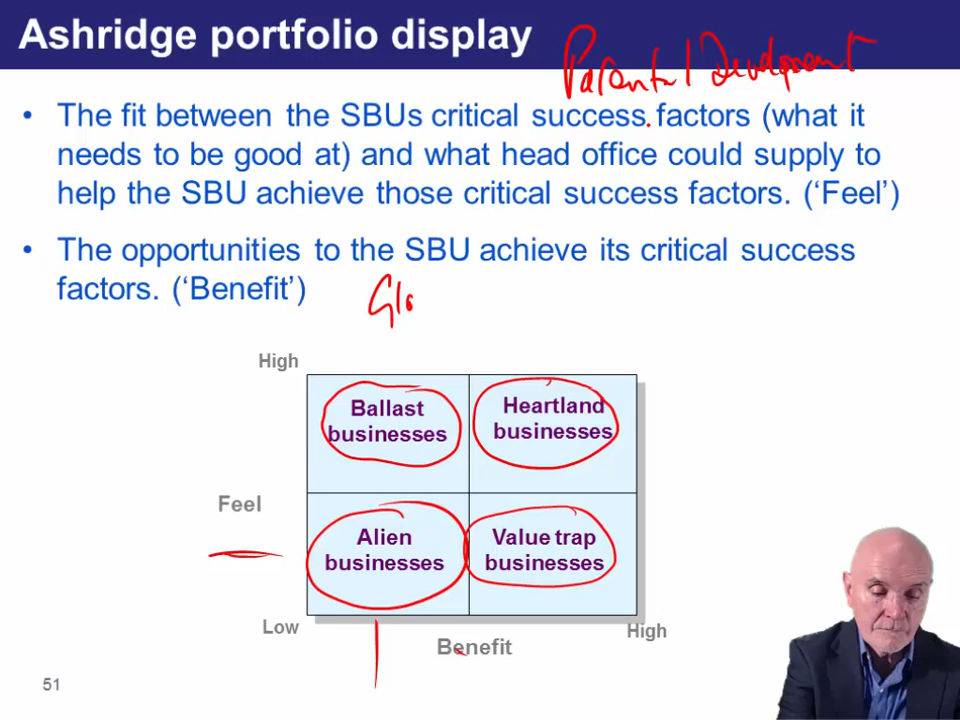 Ashridge portfolio display
Parental Development
• The fit between the SBUs critical success factors (what it
needs to be good at) and what head office could supply to
help the SBU achieve those critical success factors. (‘Feel’)
• The opportunities to the SBU achieve its critical success
factors. (‘Benefit’)
Glo
High
Ballast
businesses
Heartland
businesses
Feel
Alien
businesses
Value trap
businesses
Low
Benefit
High
51